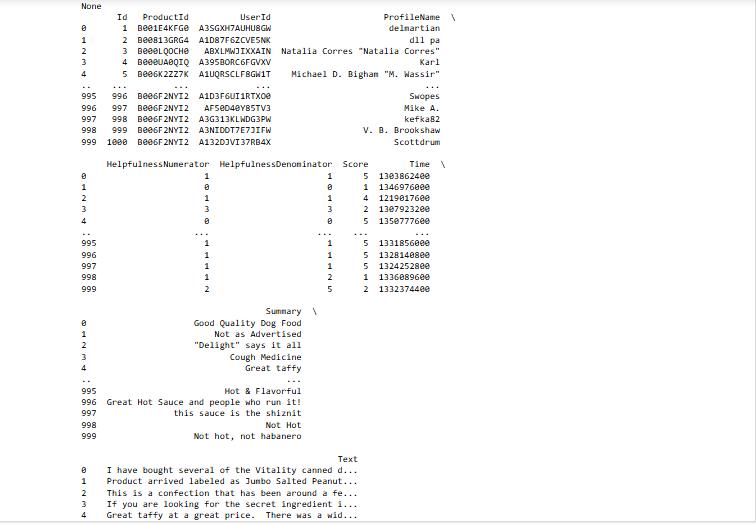 None
Id ProductId UserId ProfileName \
0 1 B001E4KFG0 A3SGXH7AUHU8GW delmartian
1 2 B00813GRG4 A1D87F6ZCVE5NK dll pa
2 3 B000LQOCH0 ABXLMWJIXXAIN Natalia Corres "Natalia Corres"
3 4 B000UA0QIQ A395BORC6FGVXV Karl
4 5 B006K2ZZ7K A1UQRSCLF8GW1T Michael D. Bigham "M. Wassir"
.. ... ... ... ...
995 996 B006F2NYI2 A1D3F6UI1RTXO0 Swopes
996 997 B006F2NYI2 AF50D40Y85TV3 Mike A.
997 998 B006F2NYI2 A3G313KLWDG3PW kefka82
998 999 B006F2NYI2 A3NIDDT7E7JIFW V. B. Brookshaw
999 1000 B006F2NYI2 A132DJVI37RB4X Scottdrum
HelpfulnessNumerator HelpfulnessDenominator Score Time \
0 1 1 5 1303862400
1 0 0 1 1346976000
2 1 1 4 1219017600
3 3 3 2 1307923200
4 0 0 5 1350777600
.. ... ... ... ...
995 1 1 5 1331856000
996 1 1 5 1328140800
997 1 1 5 1324252800
998 1 2 1 1336089600
999 2 5 2 1332374400
Summary \
0 Good Quality Dog Food
1 Not as Advertised
2 "Delight" says it all
3 Cough Medicine
4 Great taffy
.. ...
995 Hot & Flavorful
996 Great Hot Sauce and people who run it!
997 this sauce is the shiznit
998 Not Hot
999 Not hot, not habanero
Text
0 I have bought several of the Vitality canned d...
1 Product arrived labeled as Jumbo Salted Peanut...
2 This is a confection that has been around a fe...
3 If you are looking for the secret ingredient i...
4 Great taffy at a great price. There was a wid...